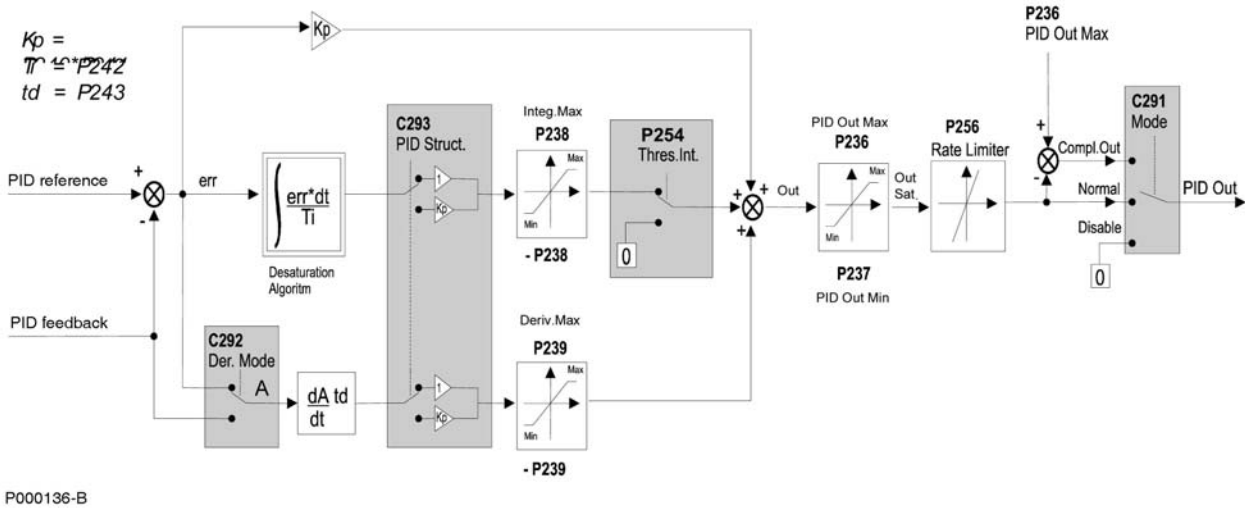 P236
PID Out Max
Kp =
= *P242
td = P243
Kp
C291
Mode
C293
PID Struct.
Integ.Max
P238
P254
Thres.Int.
PID Out Max
P236
P256
Rate Limiter
+
Compl.Out
-
PID reference
+
-
err
err*dt
Ti
1
Kp
Max
Min
+
+
+
Out
Max
Min
Out
Sat.
Normal
PID Out
Disable
0
0
Desaturation
Algoritm
- P238
P237
PID Out Min
PID feedback
C292
Der. Mode
A
dA
dt
td
1
Kp
Deriv.Max
P239
Max
Min
- P239
P000136-B